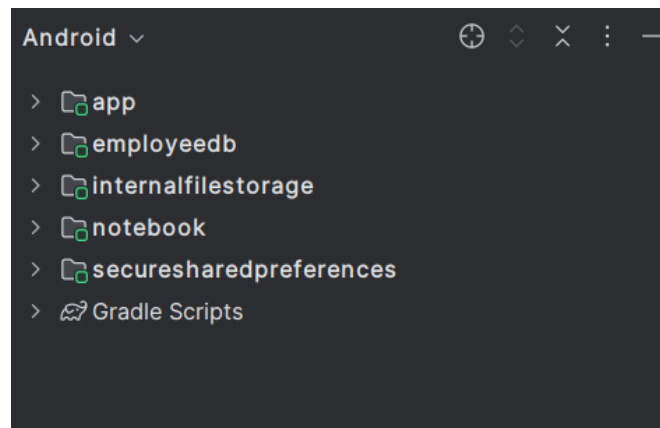 Android
app
employeedb
internalfilestorage
notebook
securesharedpreferences
Gradle Scripts